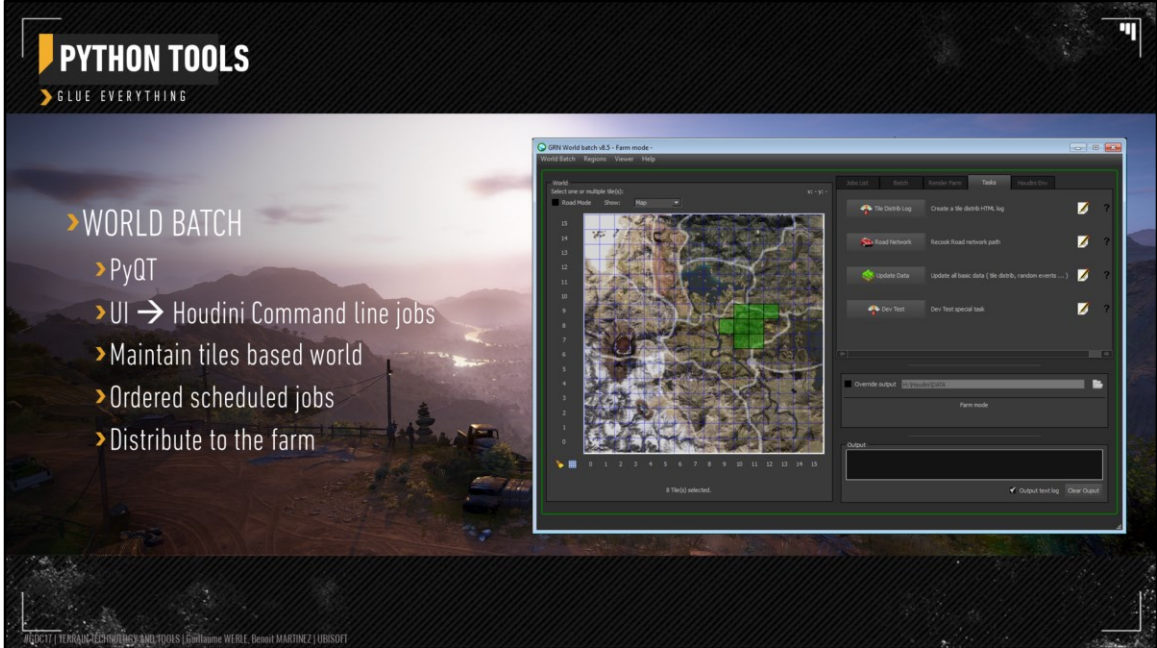 PYTHON TOOLS
GLUE EVERYTHING
WORLD BATCH
PyQT
UI → Houdini Command line jobs
Maintain tiles based world
Ordered scheduled jobs
Distribute to the farm
GRN World batch v8.5 - Farm mode -
World Batch Regions Viewer Help
World
Select one or multiple tile(s):
x: - y: -
Road Mode Show: Map
15
14
13
12
11
10
9
8
7
6
5
4
3
2
1
0
0 1 2 3 4 5 6 7 8 9 10 11 12 13 14 15
8 Tile(s) selected.
Jobs List Batch Render Farm Tasks Houdini Env
Tile Distrib Log Create a tile distrib HTML log ?
Road Network Recook Road network path ?
Update Data Update all basic data ( tile distrib, random events .... ) ?
Dev Test Dev Test special task ?
Override output
Farm mode
Output
Output text log Clear Ouput
#GDC17 | TERRAIN TECHNOLOGY AND TOOLS | Guillaume WERLE, Benoit MARTINEZ | UBISOFT